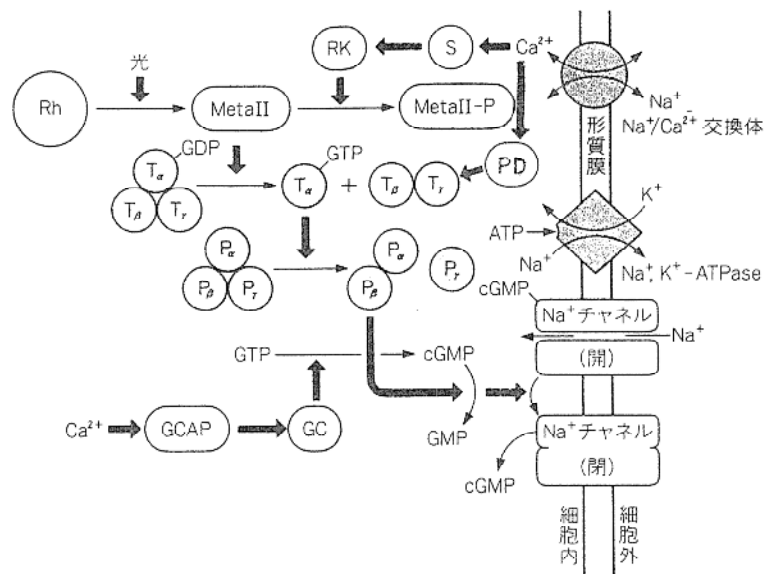 RK
S
Ca²⁺
光
Rh
MetaII
MetaII-P
Na⁺
Na⁺/Ca²⁺ 交換体
形質膜
GDP
GTP
PD
Tα
Tβ
Tγ
Tα
+
Tβ
Tγ
K⁺
ATP
Na⁺
Na⁺, K⁺-ATPase
Pα
Pβ
Pγ
Pα
Pβ
Pγ
cGMP
Na⁺チャネル
Na⁺
(開)
GTP
cGMP
GMP
Ca²⁺
GCAP
GC
Na⁺チャネル
(閉)
cGMP
細胞内
細胞外